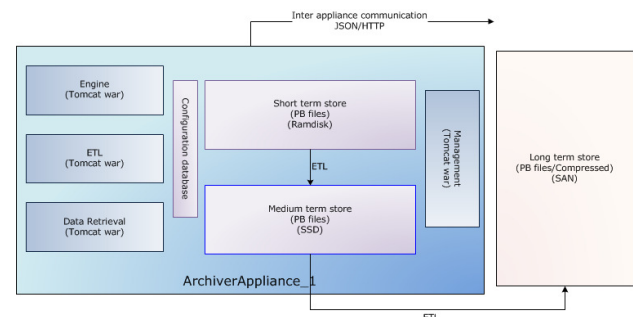 Inter appliance communication
JSON/HTTP
Engine
(Tomcat war)
ETL
(Tomcat war)
Data Retrieval
(Tomcat war)
Configuration database
Short term store
(PB files)
(Ramdisk)
ETL
Medium term store
(PB files)
(SSD)
Management
(Tomcat war)
ArchiverAppliance_1
Long term store
(PB files/Compressed)
(SAN)
ETL